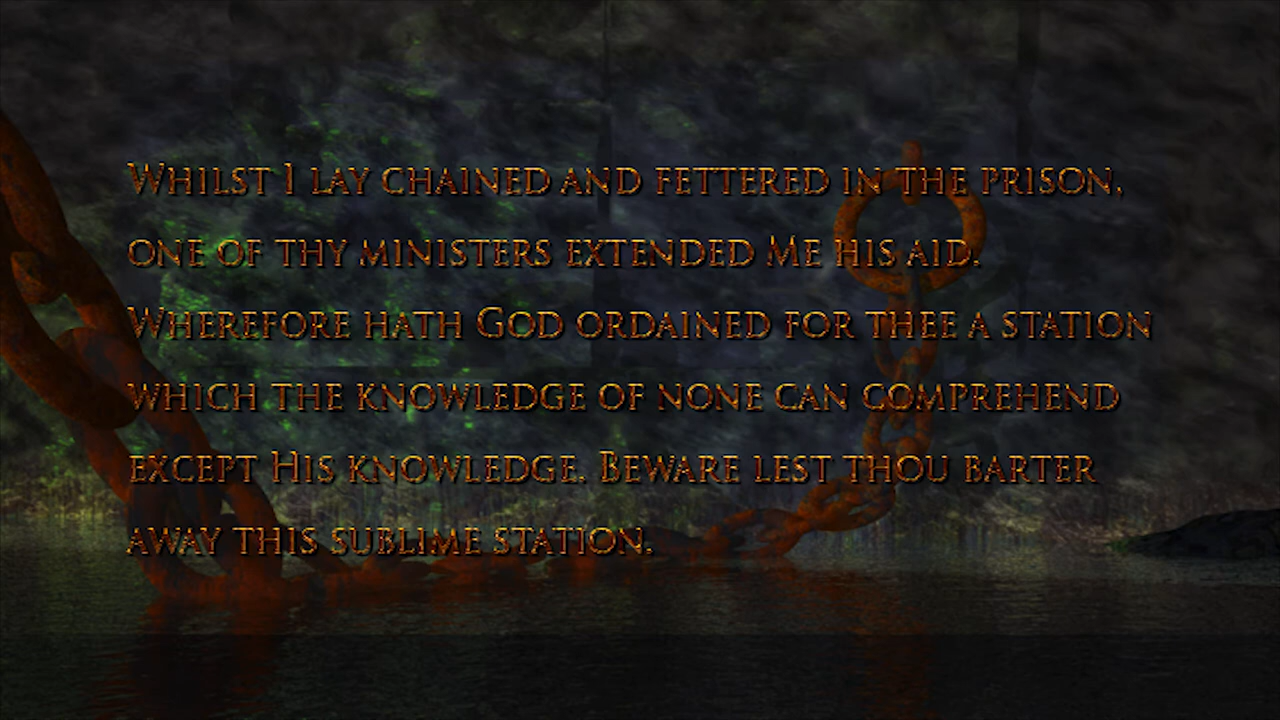 Whilst I lay chained and fettered in the prison,
one of thy ministers extended Me his aid.
Wherefore hath God ordained for thee a station
which the knowledge of none can comprehend
except His knowledge. Beware lest thou barter
away this sublime station.